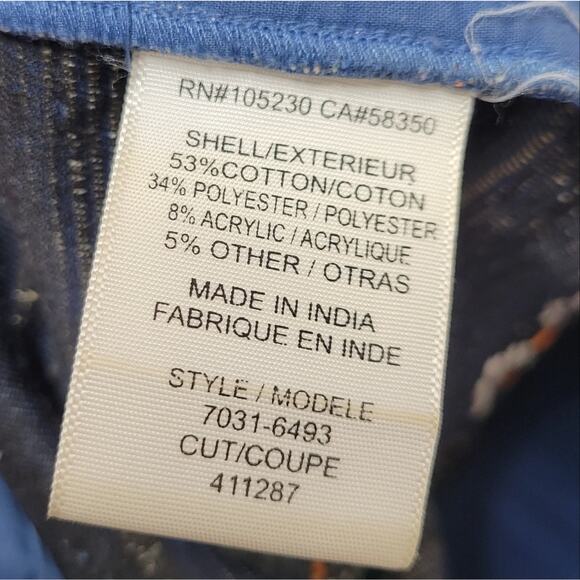 RN#105230 CA#58350
SHELL/EXTERIEUR
53%COTTON/COTON
34% POLYESTER / POLYESTER
8% ACRYLIC / ACRYLIQUE
5% OTHER / OTRAS
MADE IN INDIA
FABRIQUE EN INDE
STYLE / MODELE
7031-6493
CUT/COUPE
411287